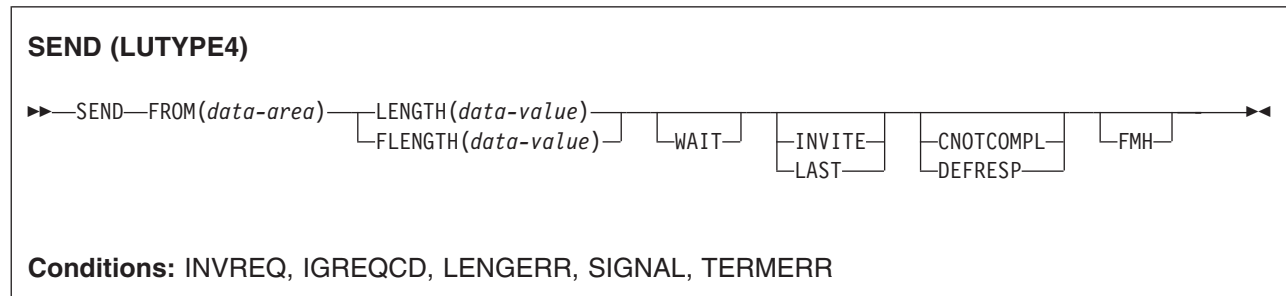 SEND (LUTYPE4)
►►—SEND—FROM(data-area)—LENGTH(data-value)—►◄
FLENGTH(data-value) WAIT INVITE CNOTCOMPL FMH
LAST DEFRESP
Conditions: INVREQ, IGREQCD, LENGERR, SIGNAL, TERMERR